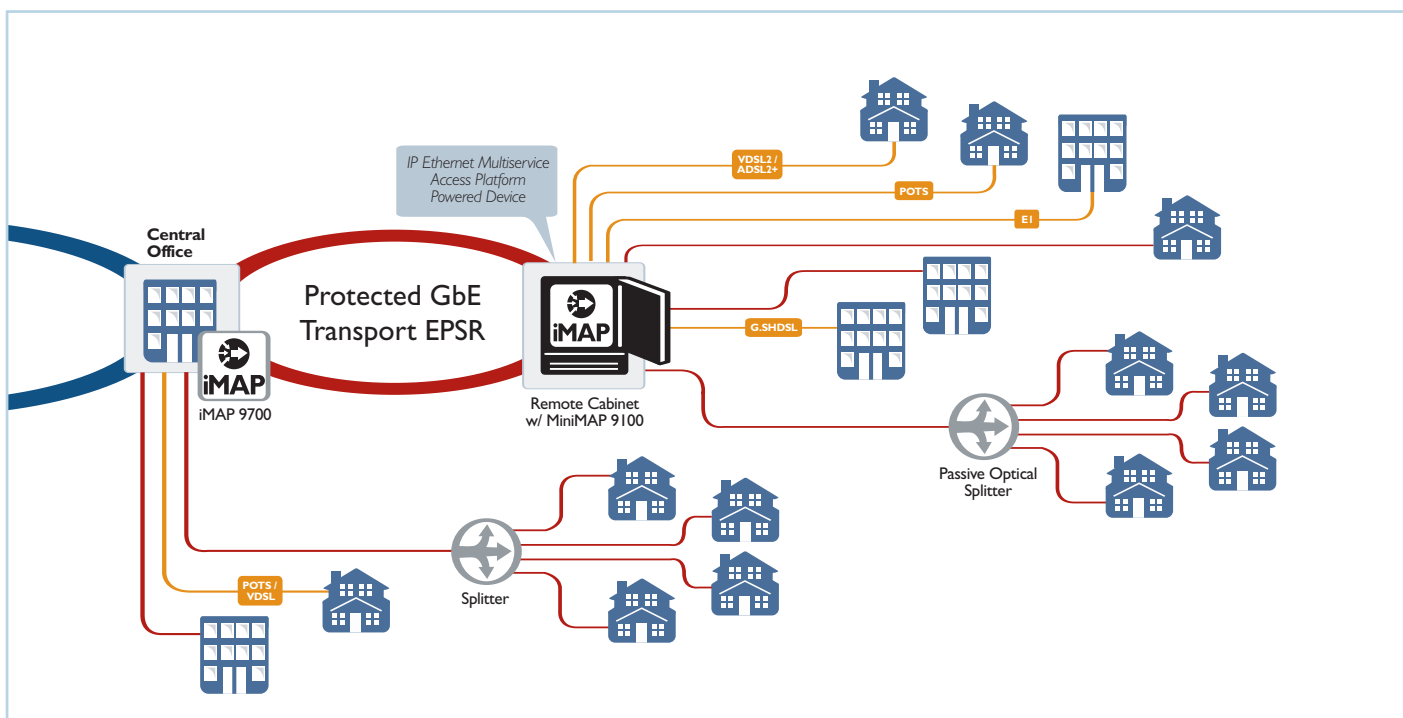 IP Ethernet Multiservice
Access Platform
Powered Device
VDSL2 /
ADSL2+
POTS
E1
Central
Office
Protected GbE
Transport EPSR
iMAP
G.SHDSL
iMAP
iMAP 9700
Remote Cabinet
w/ MiniMAP 9100
Passive Optical
Splitter
POTS /
VDSL
Splitter